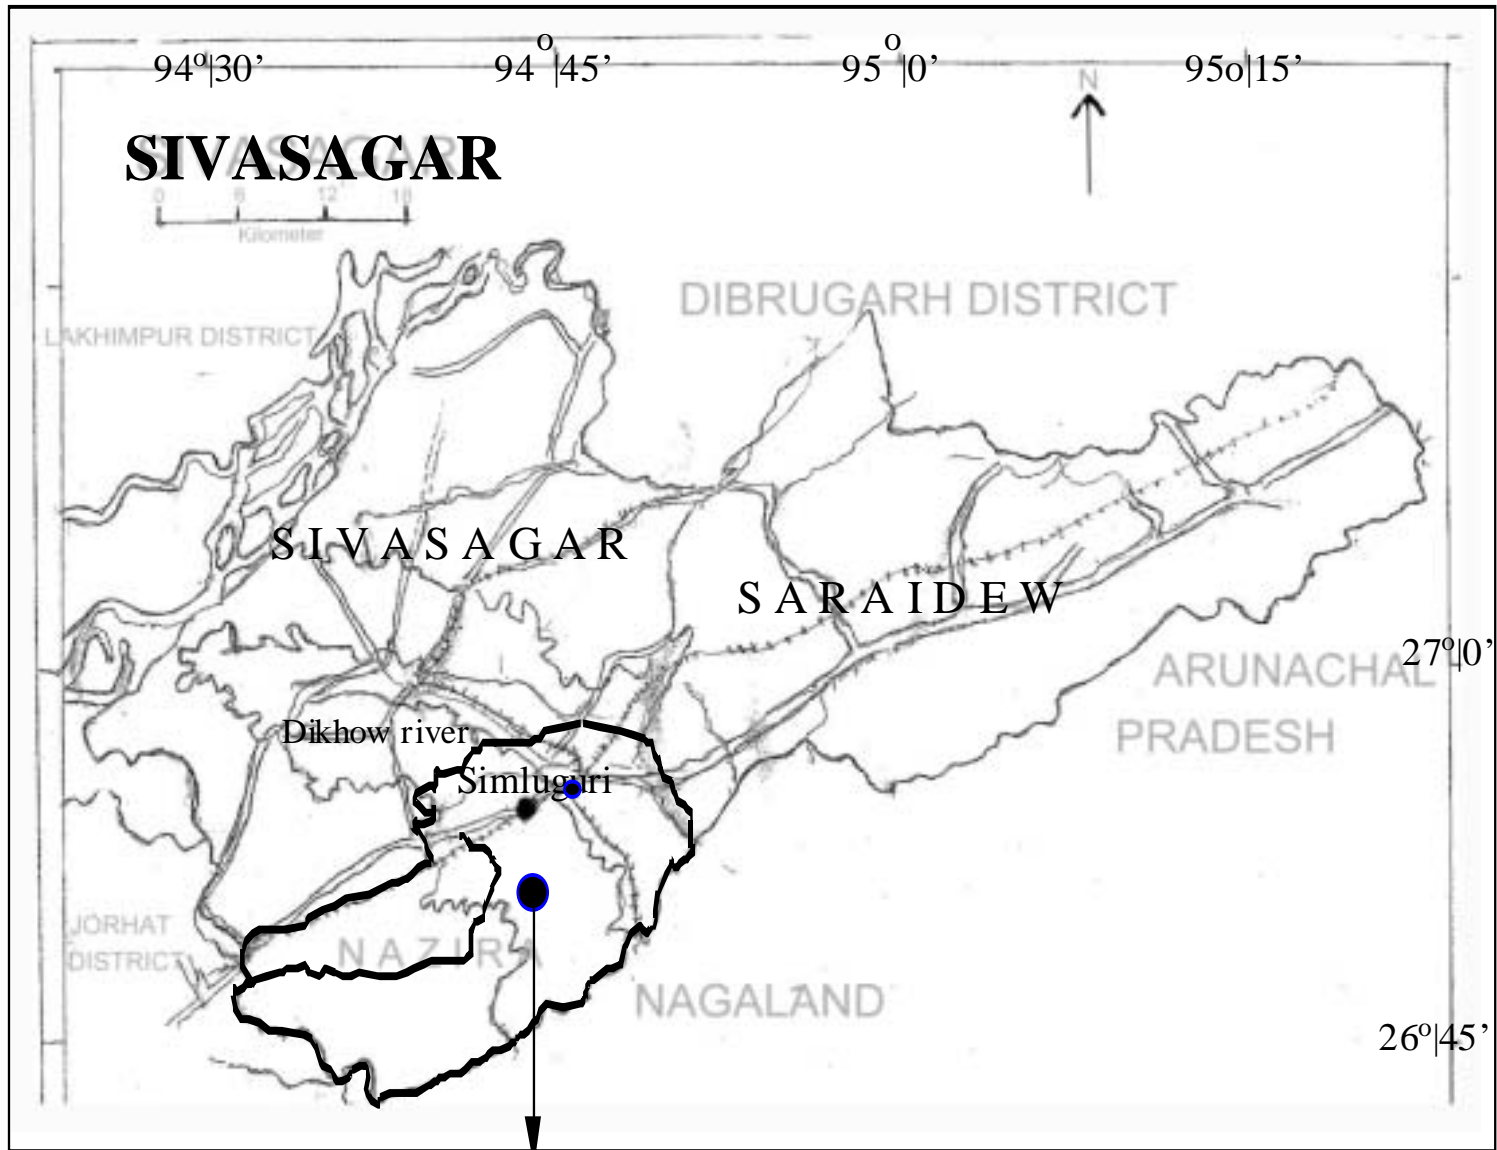 94º|30’ 94º|45’ 95º|0’ 95o|15’
N
SIVASAGAR
0 6 12 18
Kilometer
DIBRUGARH DISTRICT
LAKHIMPUR DISTRICT
SIVASAGAR
SARAIDEW
27º|0’
ARUNACHAL
PRADESH
Dikhow river
Simluguri
JORHAT
DISTRICT
NAZIRA
NAGALAND
26º|45’